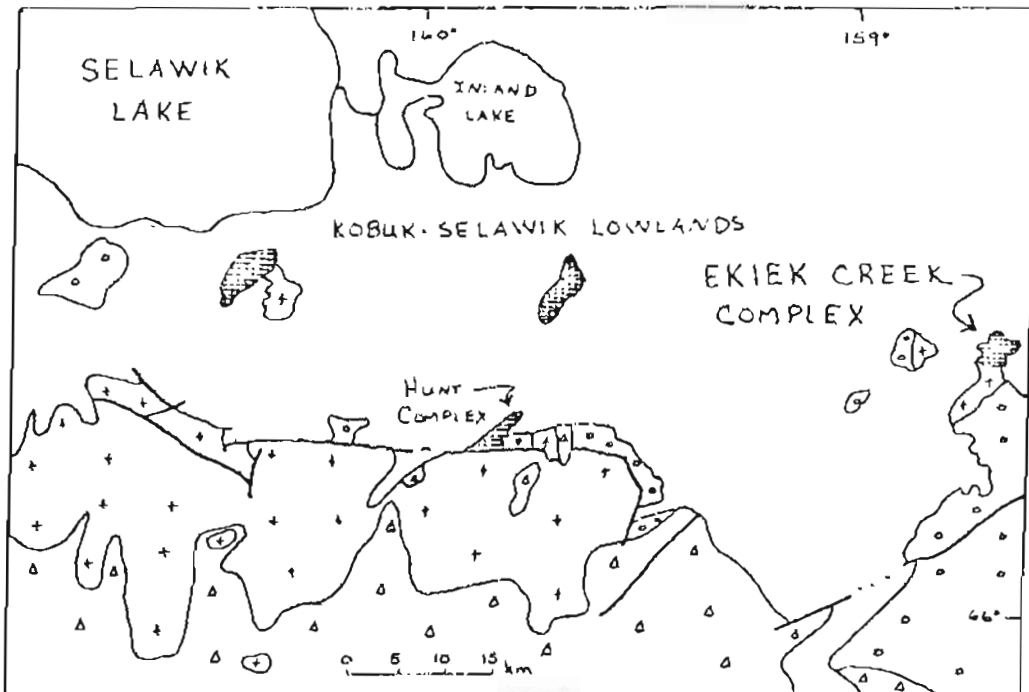 160°
159°
SELAWIK
LAKE
INLAND
LAKE
KOBUK-SELAWIK LOWLANDS
EKIEK CREEK
COMPLEX
HUNT
COMPLEX
66°
0 5 10 15 km